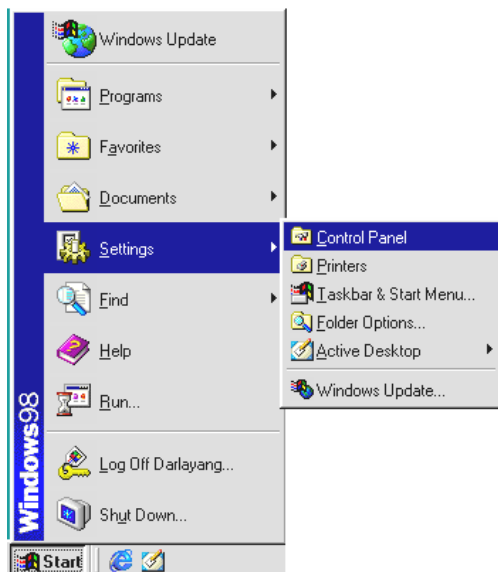 Windows Update
Programs
Favorites
Documents
Settings
Find
Help
Run...
Log Off Darlayang...
Shut Down...
Windows98
Start
Control Panel
Printers
Taskbar & Start Menu...
Folder Options...
Active Desktop
Windows Update...